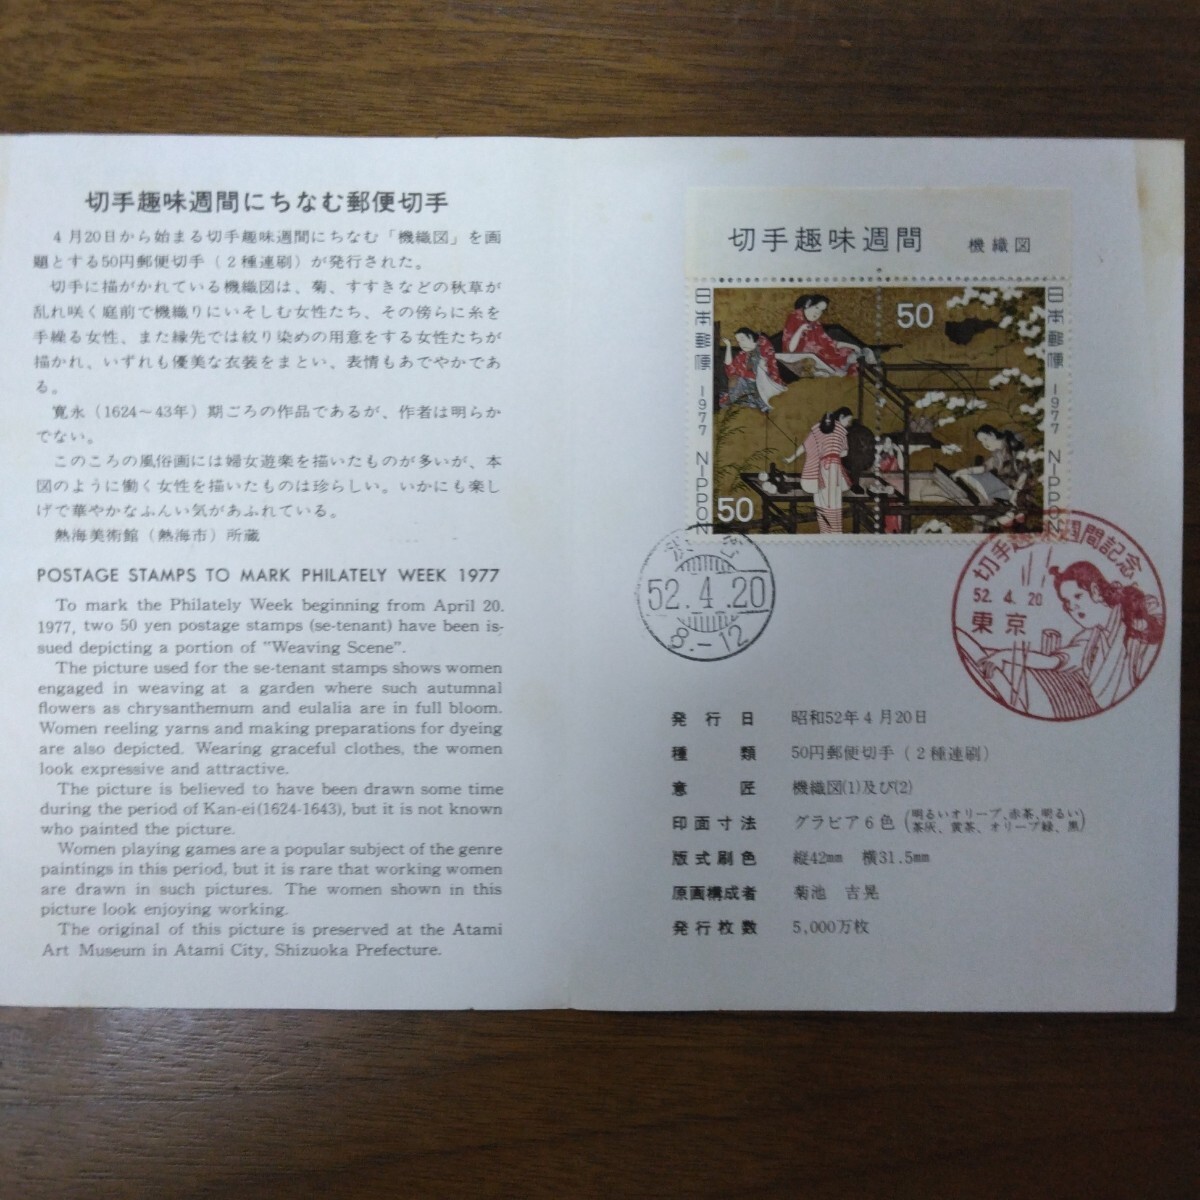 切手趣味週間にちなむ郵便切手
4月20日から始まる切手趣味週間にちなむ「機織図」を画
題とする50円郵便切手(2種連刷)が発行された。
切手に描がかれている機織図は、菊、すすきなどの秋草が
乱れ咲く庭前で機織りにいそしむ女性たち、その傍らに糸を
手繰る女性、また縁先では絞り染めの用意をする女性たちが
描かれ、いずれも優美な衣装をまとい、表情もあでやかであ
る。
寛永(1624～43年)期ごろの作品であるが、作者は明らか
でない。
このころの風俗画には婦女遊楽を描いたものが多いが、本
図のように働く女性を描いたものは珍らしい。いかにも楽し
げで華やかなふんい気があふれている。
熱海美術館(熱海市)所蔵
POSTAGE STAMPS TO MARK PHILATELY WEEK 1977
To mark the Philately Week beginning from April 20.
1977, two 50 yen postage stamps (se-tenant) have been is-
sued depicting a portion of "Weaving Scene".
The picture used for the se-tenant stamps shows women
engaged in weaving at a garden where such autumnal
flowers as chrysanthemum and eulalia are in full bloom.
Women reeling yarns and making preparations for dyeing
are also depicted. Wearing graceful clothes, the women
look expressive and attractive.
The picture is believed to have been drawn some time
during the period of Kan-ei(1624-1643), but it is not known
who painted the picture.
Women playing games are a popular subject of the genre
paintings in this period, but it is rare that working women
are drawn in such pictures. The women shown in this
picture look enjoying working.
The original of this picture is preserved at the Atami
Art Museum in Atami City, Shizuoka Prefecture.
切手趣味週間 機織図
日本郵便 1977 NIPPON
50
50
日本郵便 1977 NIPPON
52.4.20
8.-12
切手趣味週間記念
52.4.20
東京
発行日 昭和52年4月20日
種類 50円郵便切手(2種連刷)
意匠 機織図(1)及び(2)
印面寸法 グラビア6色(明るいオリーブ、赤茶、明るい
茶灰、黄茶、オリーブ緑、黒)
版式刷色 縦42mm 横31.5mm
原画構成者 菊池 吉晃
発行枚数 5,000万枚